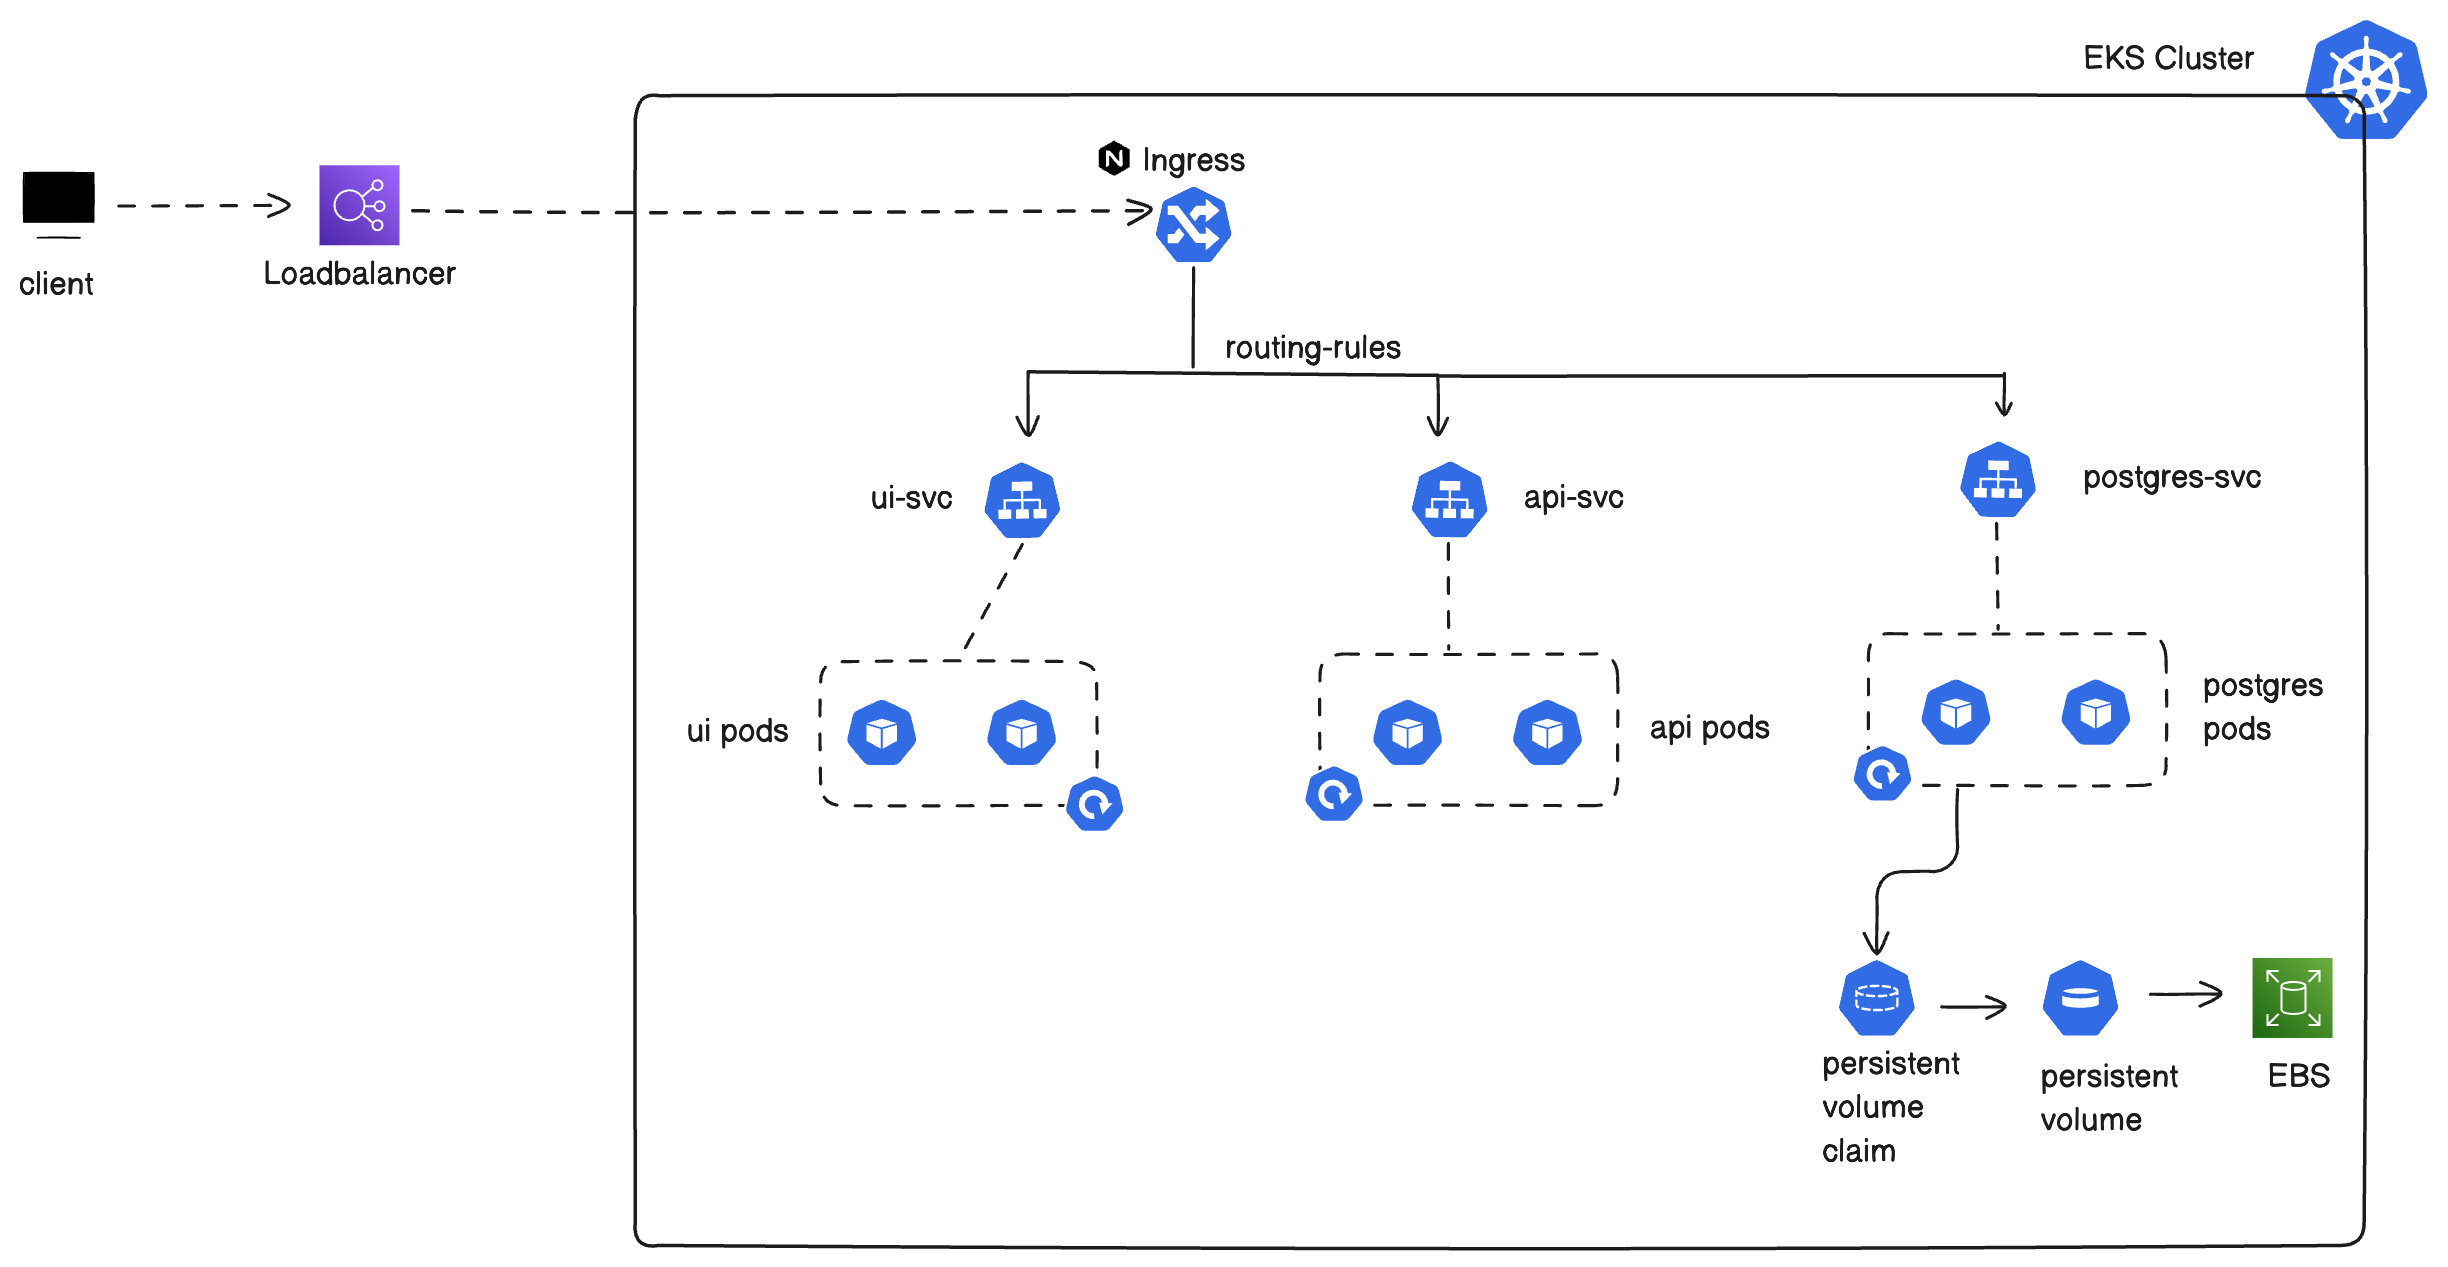 EKS Cluster
N Ingress
client
Loadbalancer
routing-rules
ui-svc
api-svc
postgres-svc
ui pods
api pods
postgres
pods
persistent
volume
claim
persistent
volume
EBS